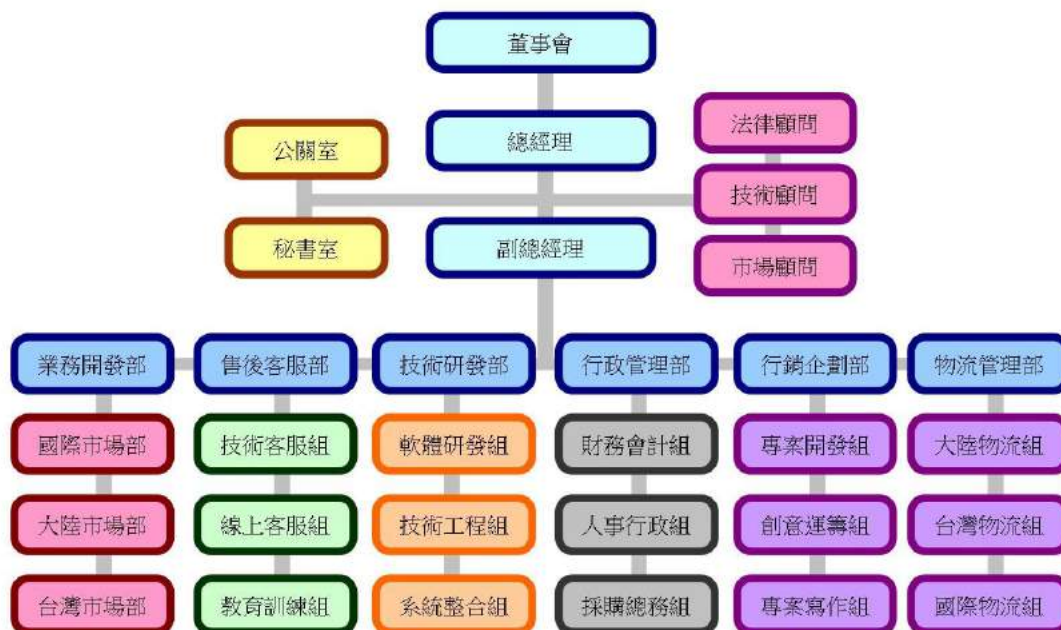 董事會
總經理
公關室
法律顧問
技術顧問
秘書室
副總經理
市場顧問
業務開發部
售後客服部
技術研發部
行政管理部
行銷企劃部
物流管理部
國際市場部
技術客服組
軟體研發組
財務會計組
專案開發組
大陸物流組
大陸市場部
線上客服組
技術工程組
人事行政組
創意運籌組
台灣物流組
台灣市場部
教育訓練組
系統整合組
採購總務組
專案寫作組
國際物流組